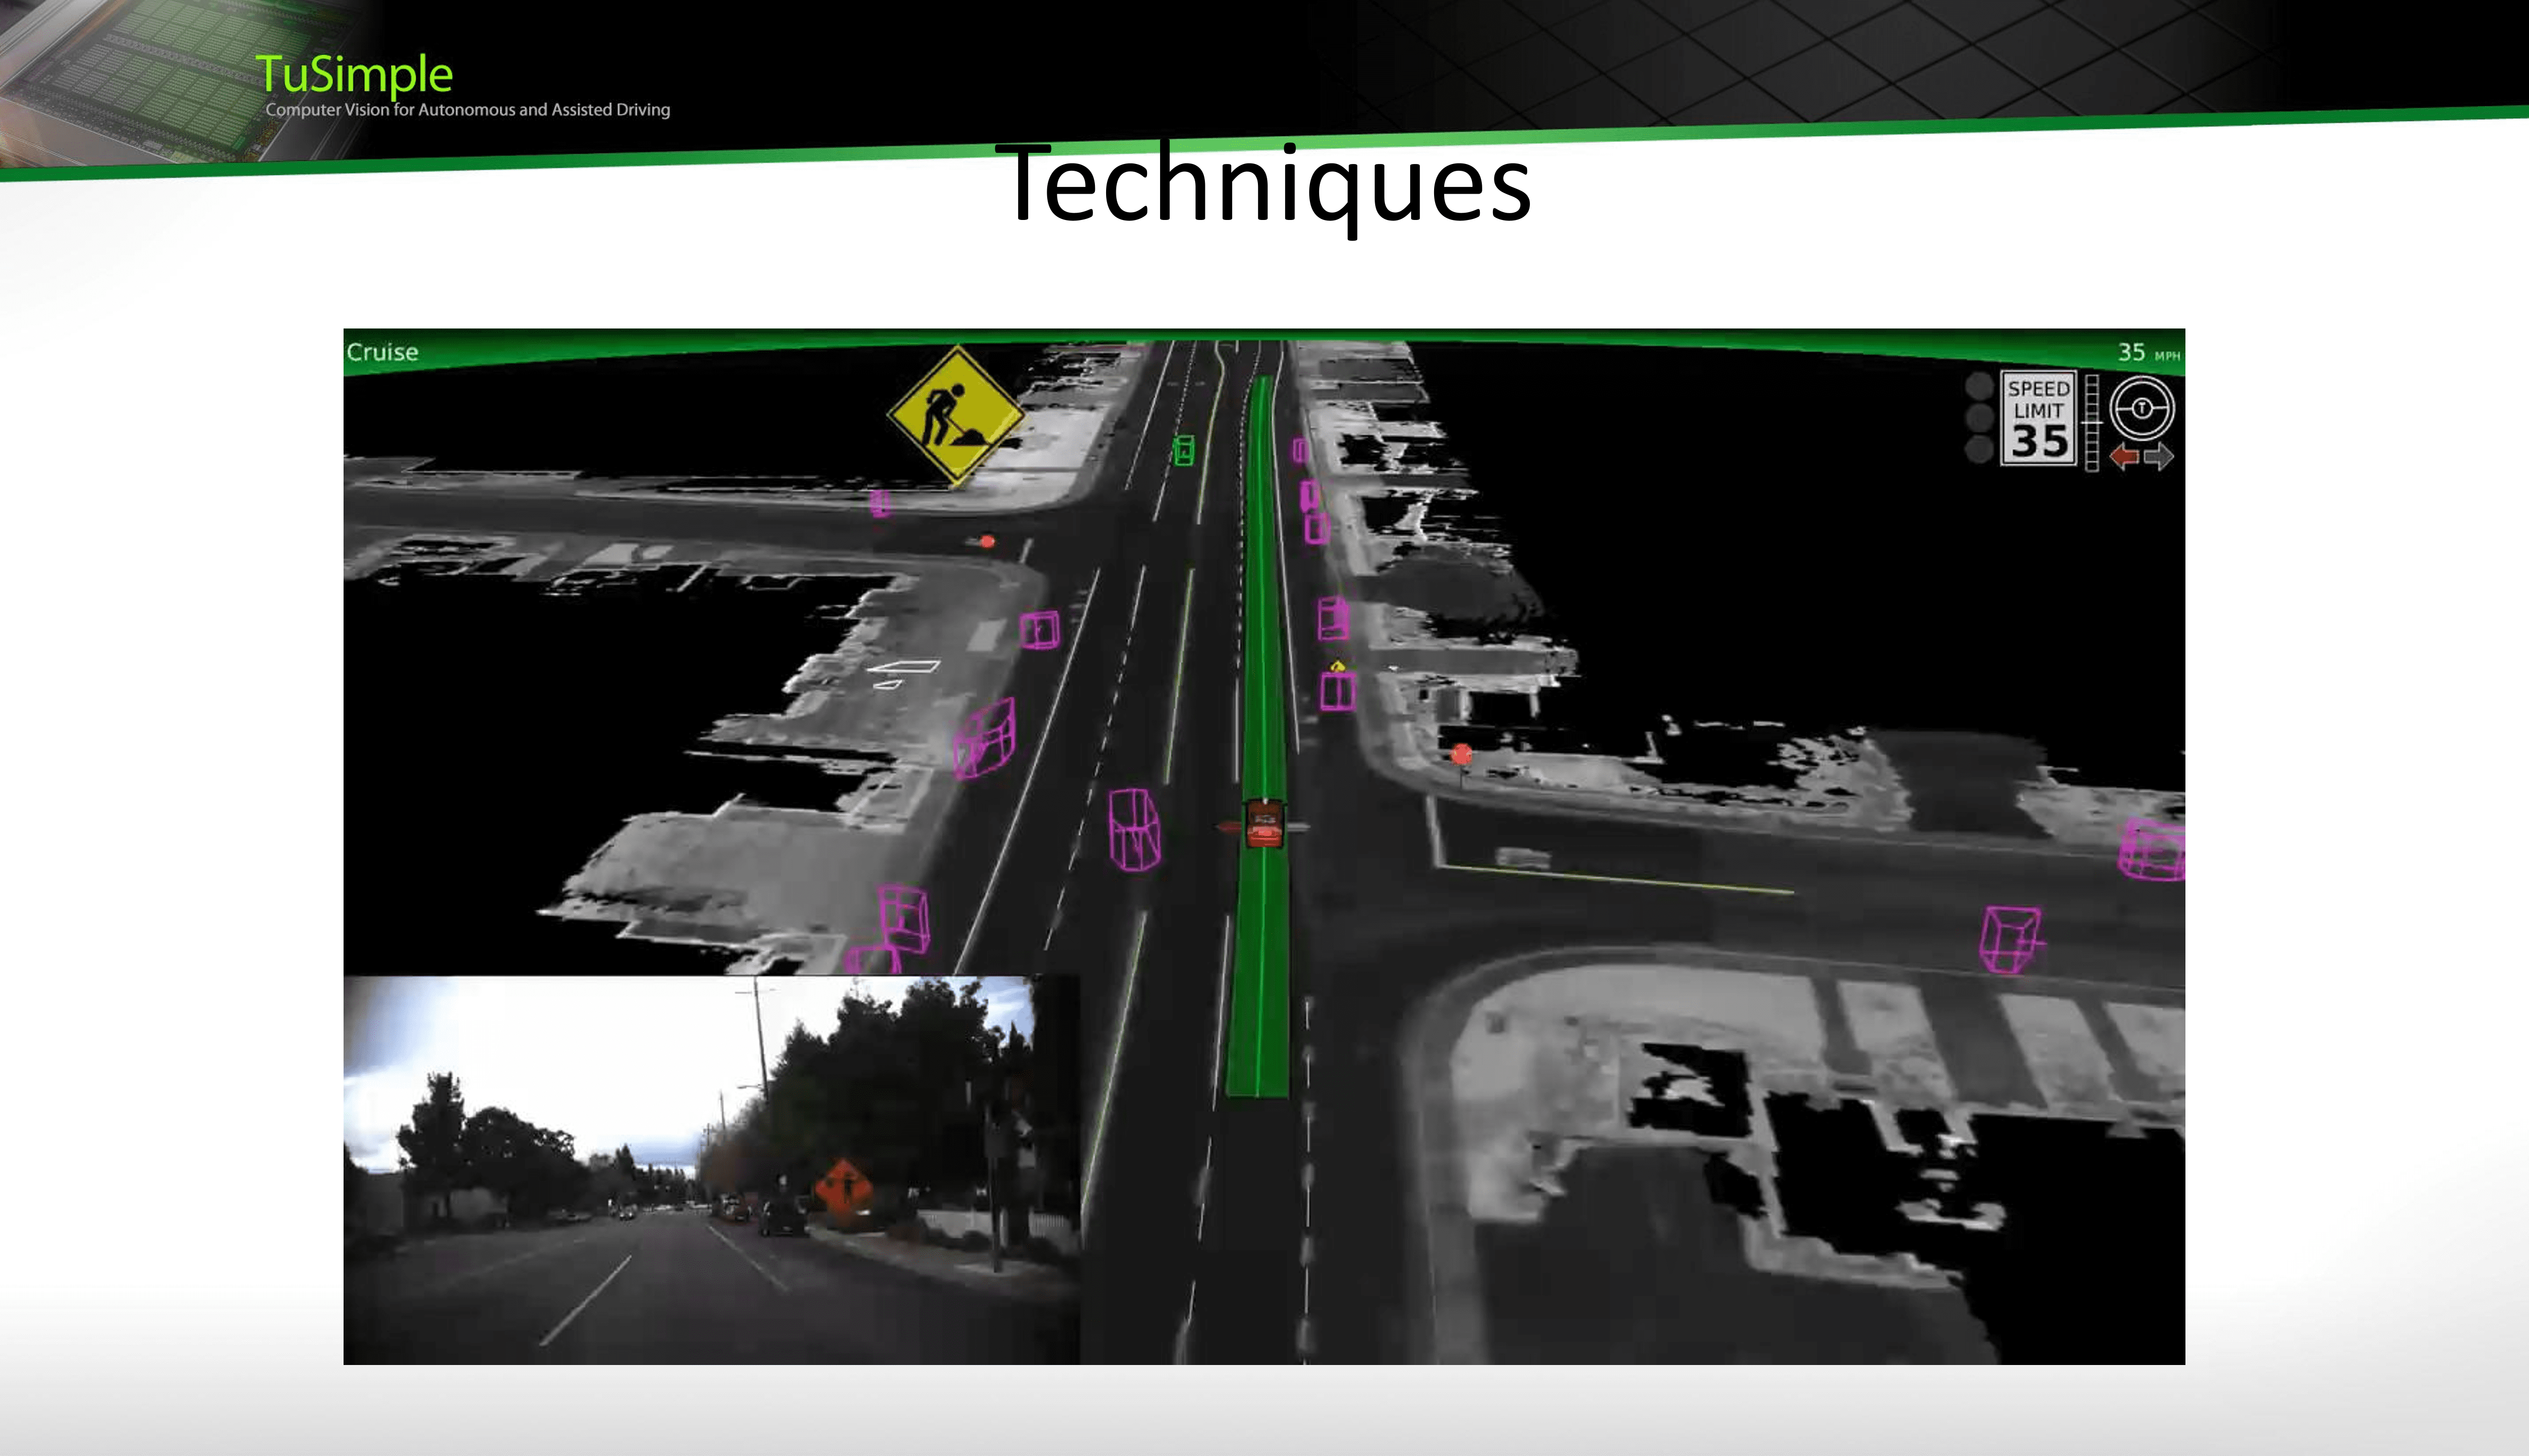 TuSimple
Computer Vision for Autonomous and Assisted Driving
Techniques
Cruise
35 MPH
SPEED
LIMIT
35
T